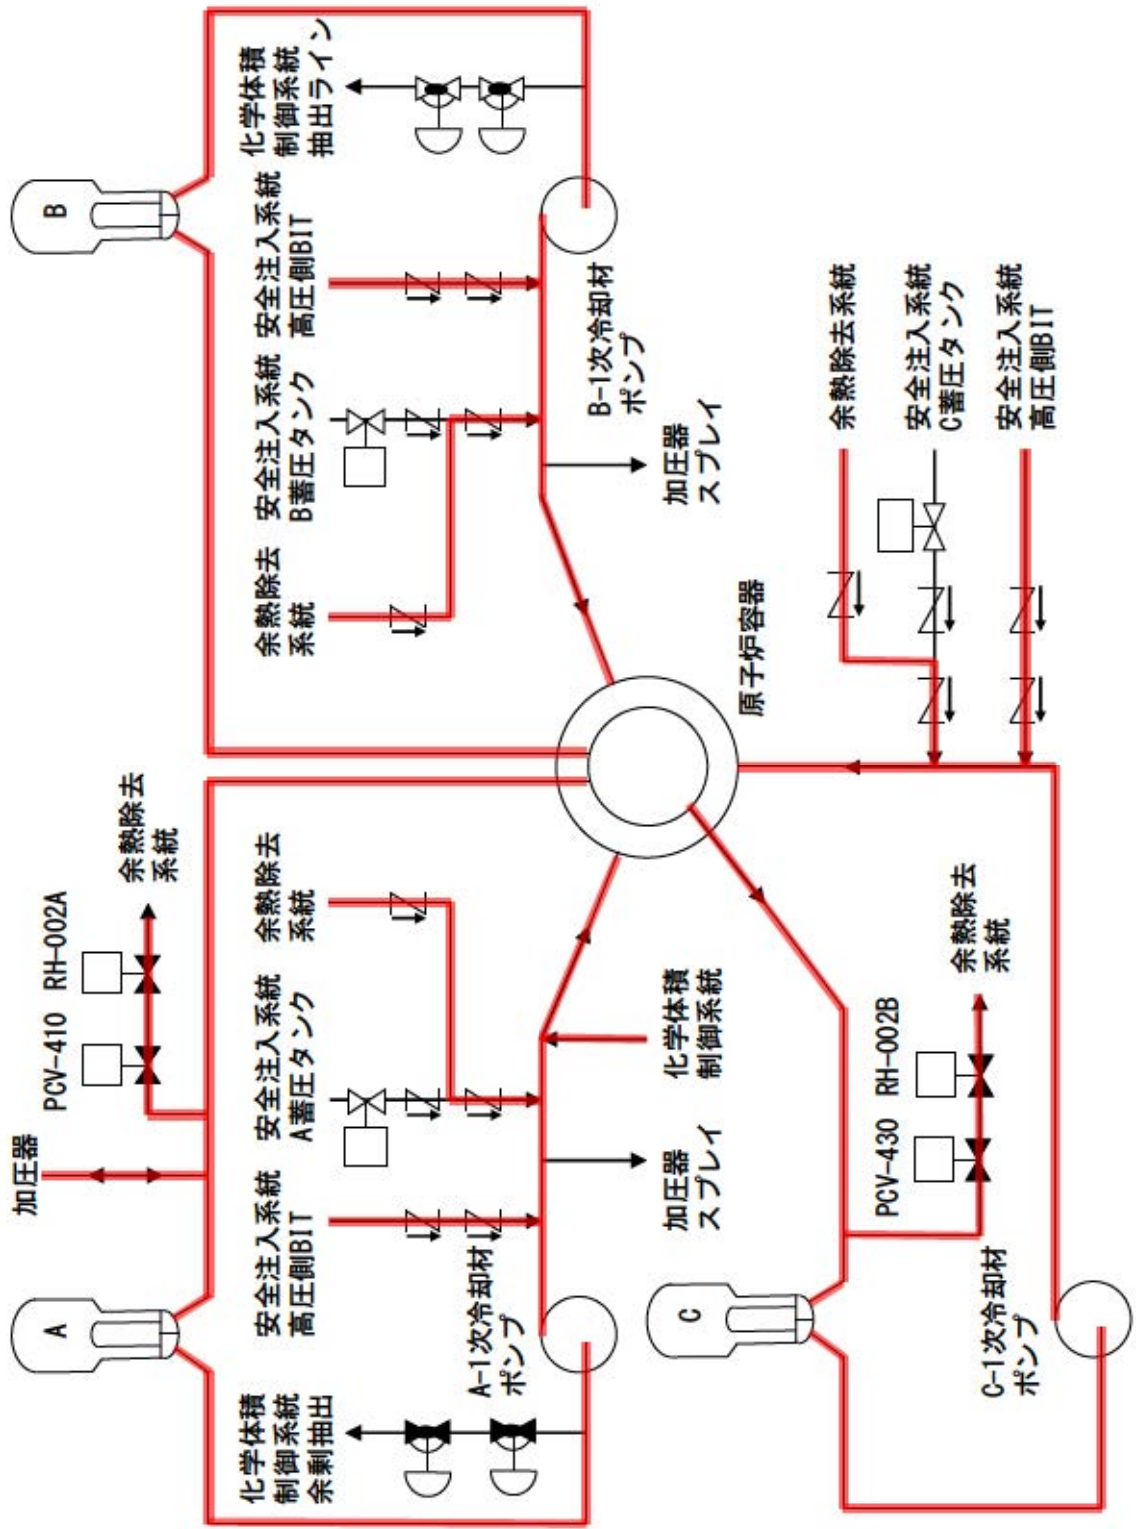 加圧器
PCV-410 RH-002A
余熱除去
系統
A
B
化学体積
制御系統
余剰抽出
安全注入系統
高圧側BIT
安全注入系統
A蓄圧タンク
余熱除去
系統
余熱除去
系統
安全注入系統
B蓄圧タンク
安全注入系統
高圧側BIT
化学体積
制御系統
抽出ライン
A-1次冷却材
ポンプ
B-1次冷却材
ポンプ
C
加圧器
スプレイ
化学体積
制御系統
加圧器
スプレイ
原子炉容器
余熱除去系統
PCV-430 RH-002B
余熱除去
系統
安全注入系統
C蓄圧タンク
C-1次冷却材
ポンプ
安全注入系統
高圧側BIT